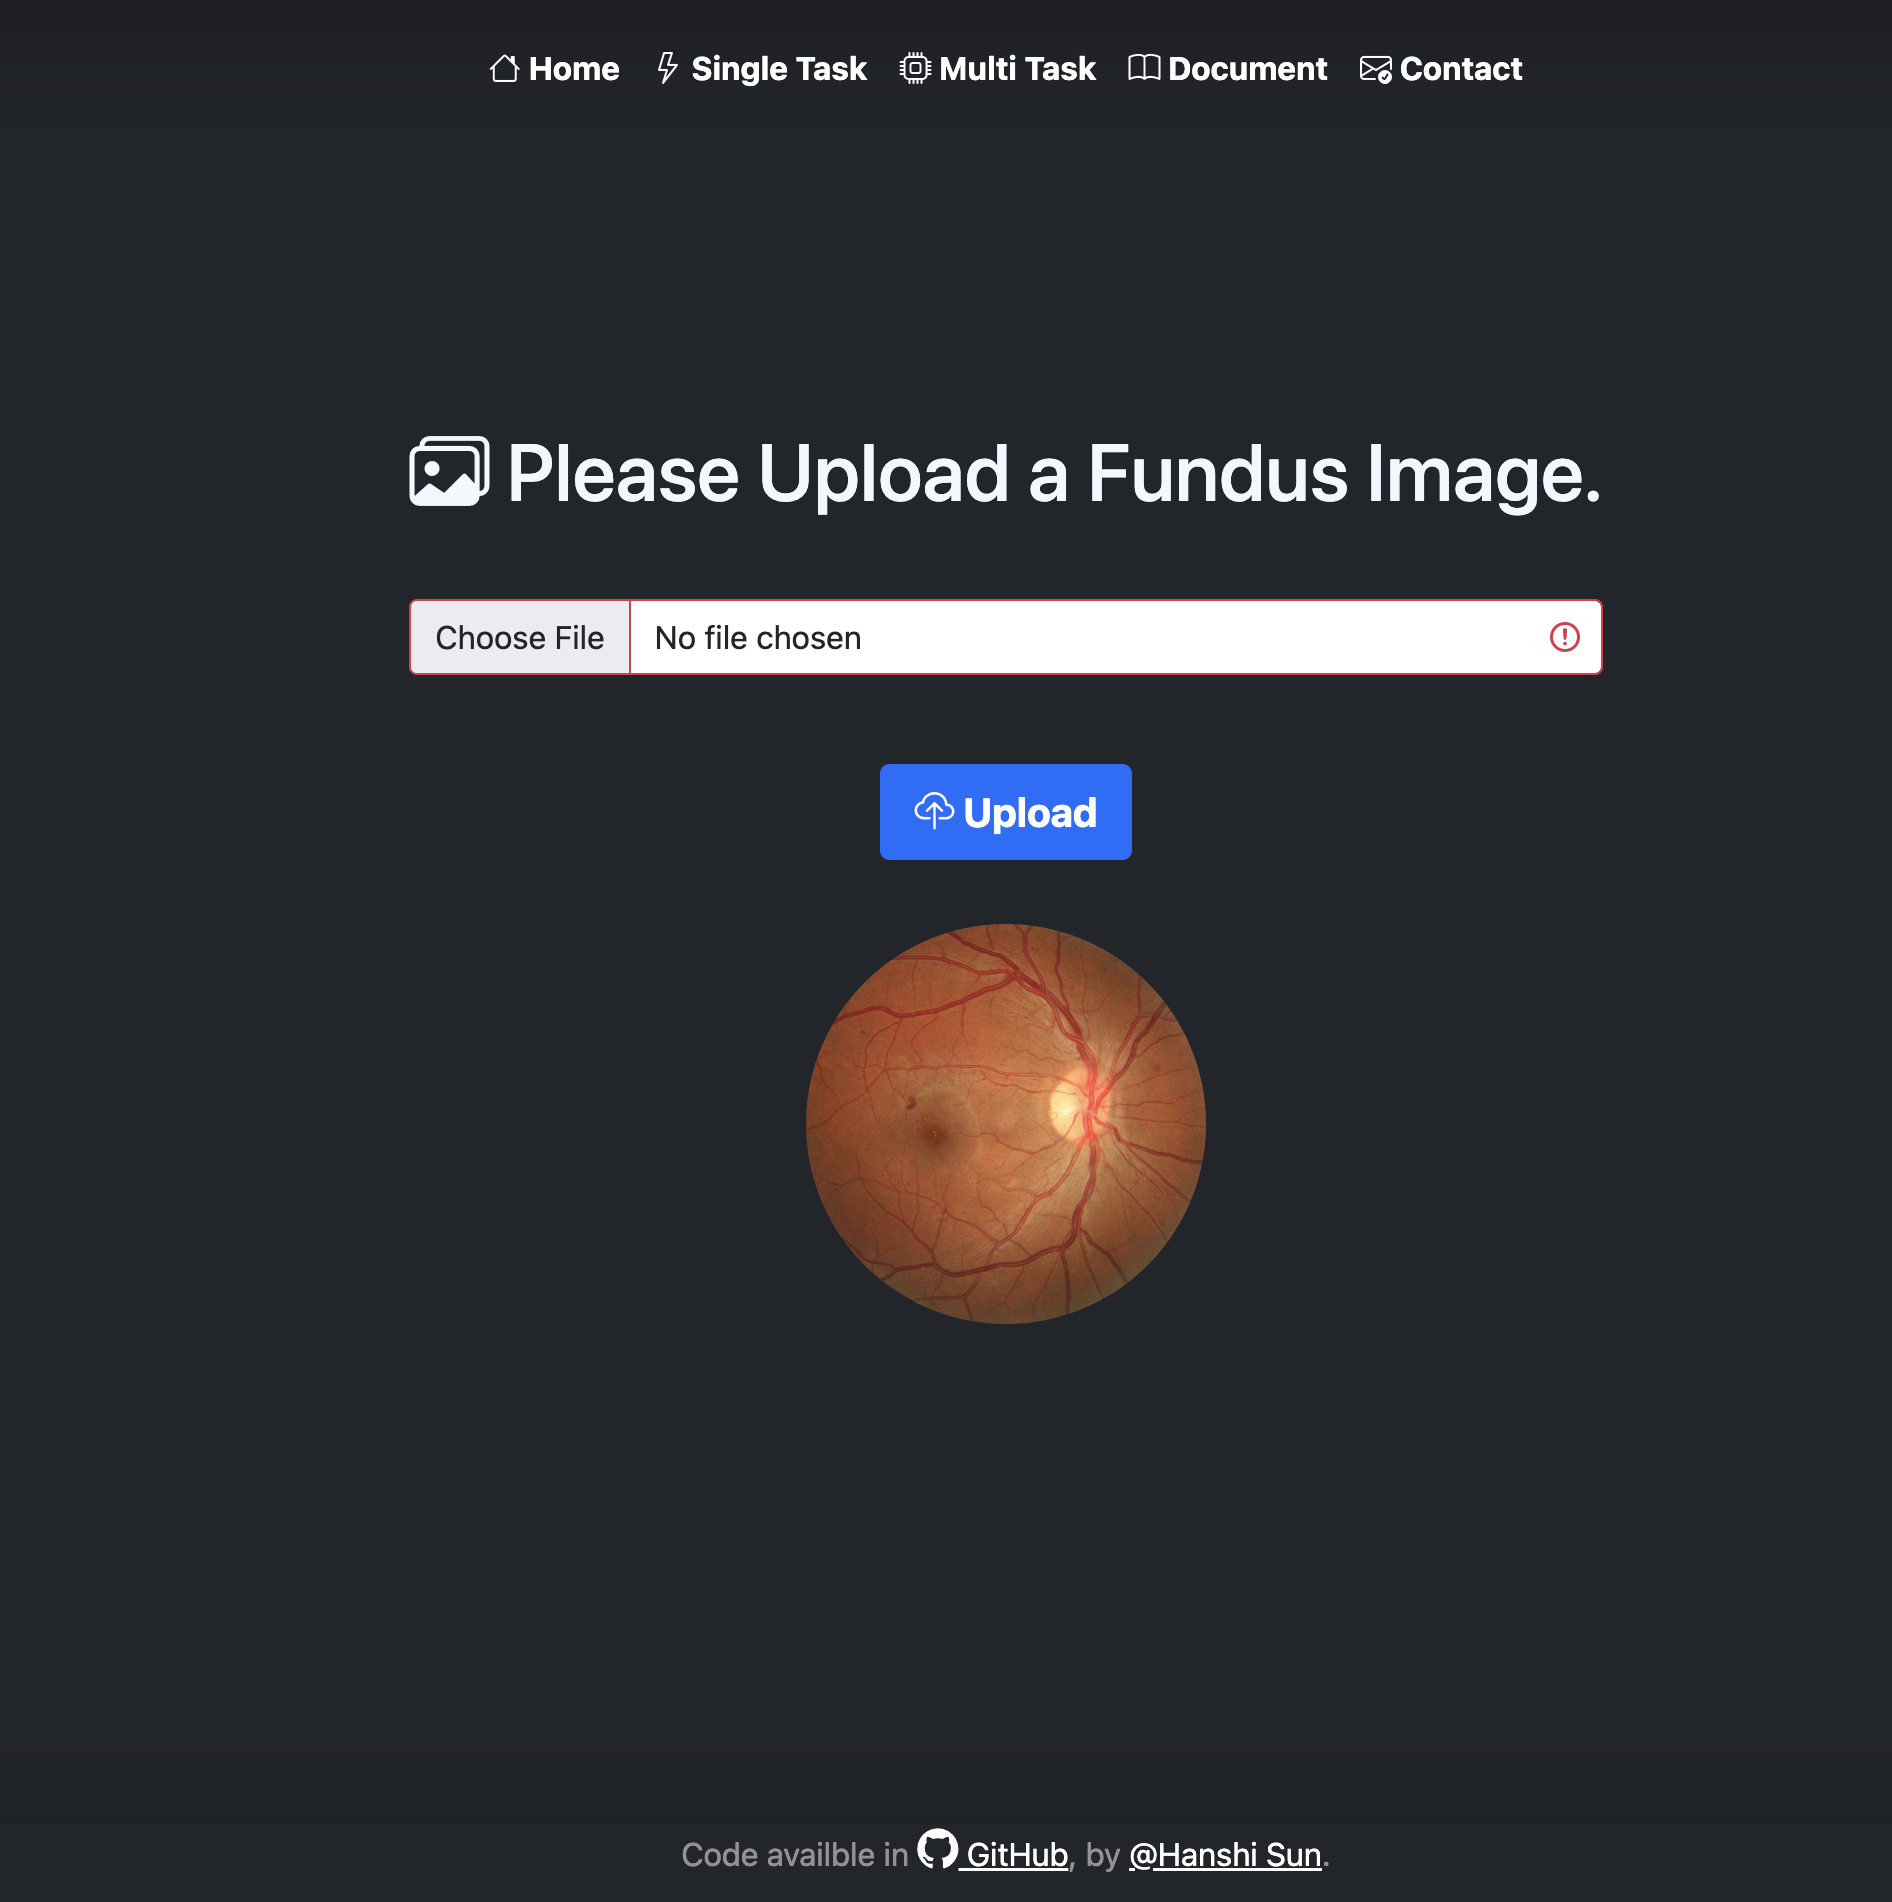 Home Single Task Multi Task Document Contact
Please Upload a Fundus Image.
Choose File No file chosen
Upload
Code availble in GitHub, by @Hanshi Sun.